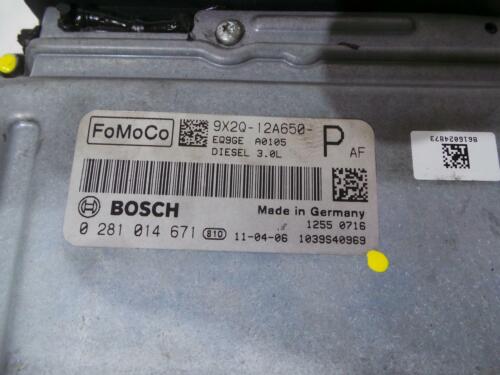 FoMoCo
9X2Q-12A650- P AF
EQ9GE A0105
DIESEL 3.0L
BOSCH
Made in Germany
1255 0716
0 281 014 671 810 11-04-06 1039S40969
8616024873